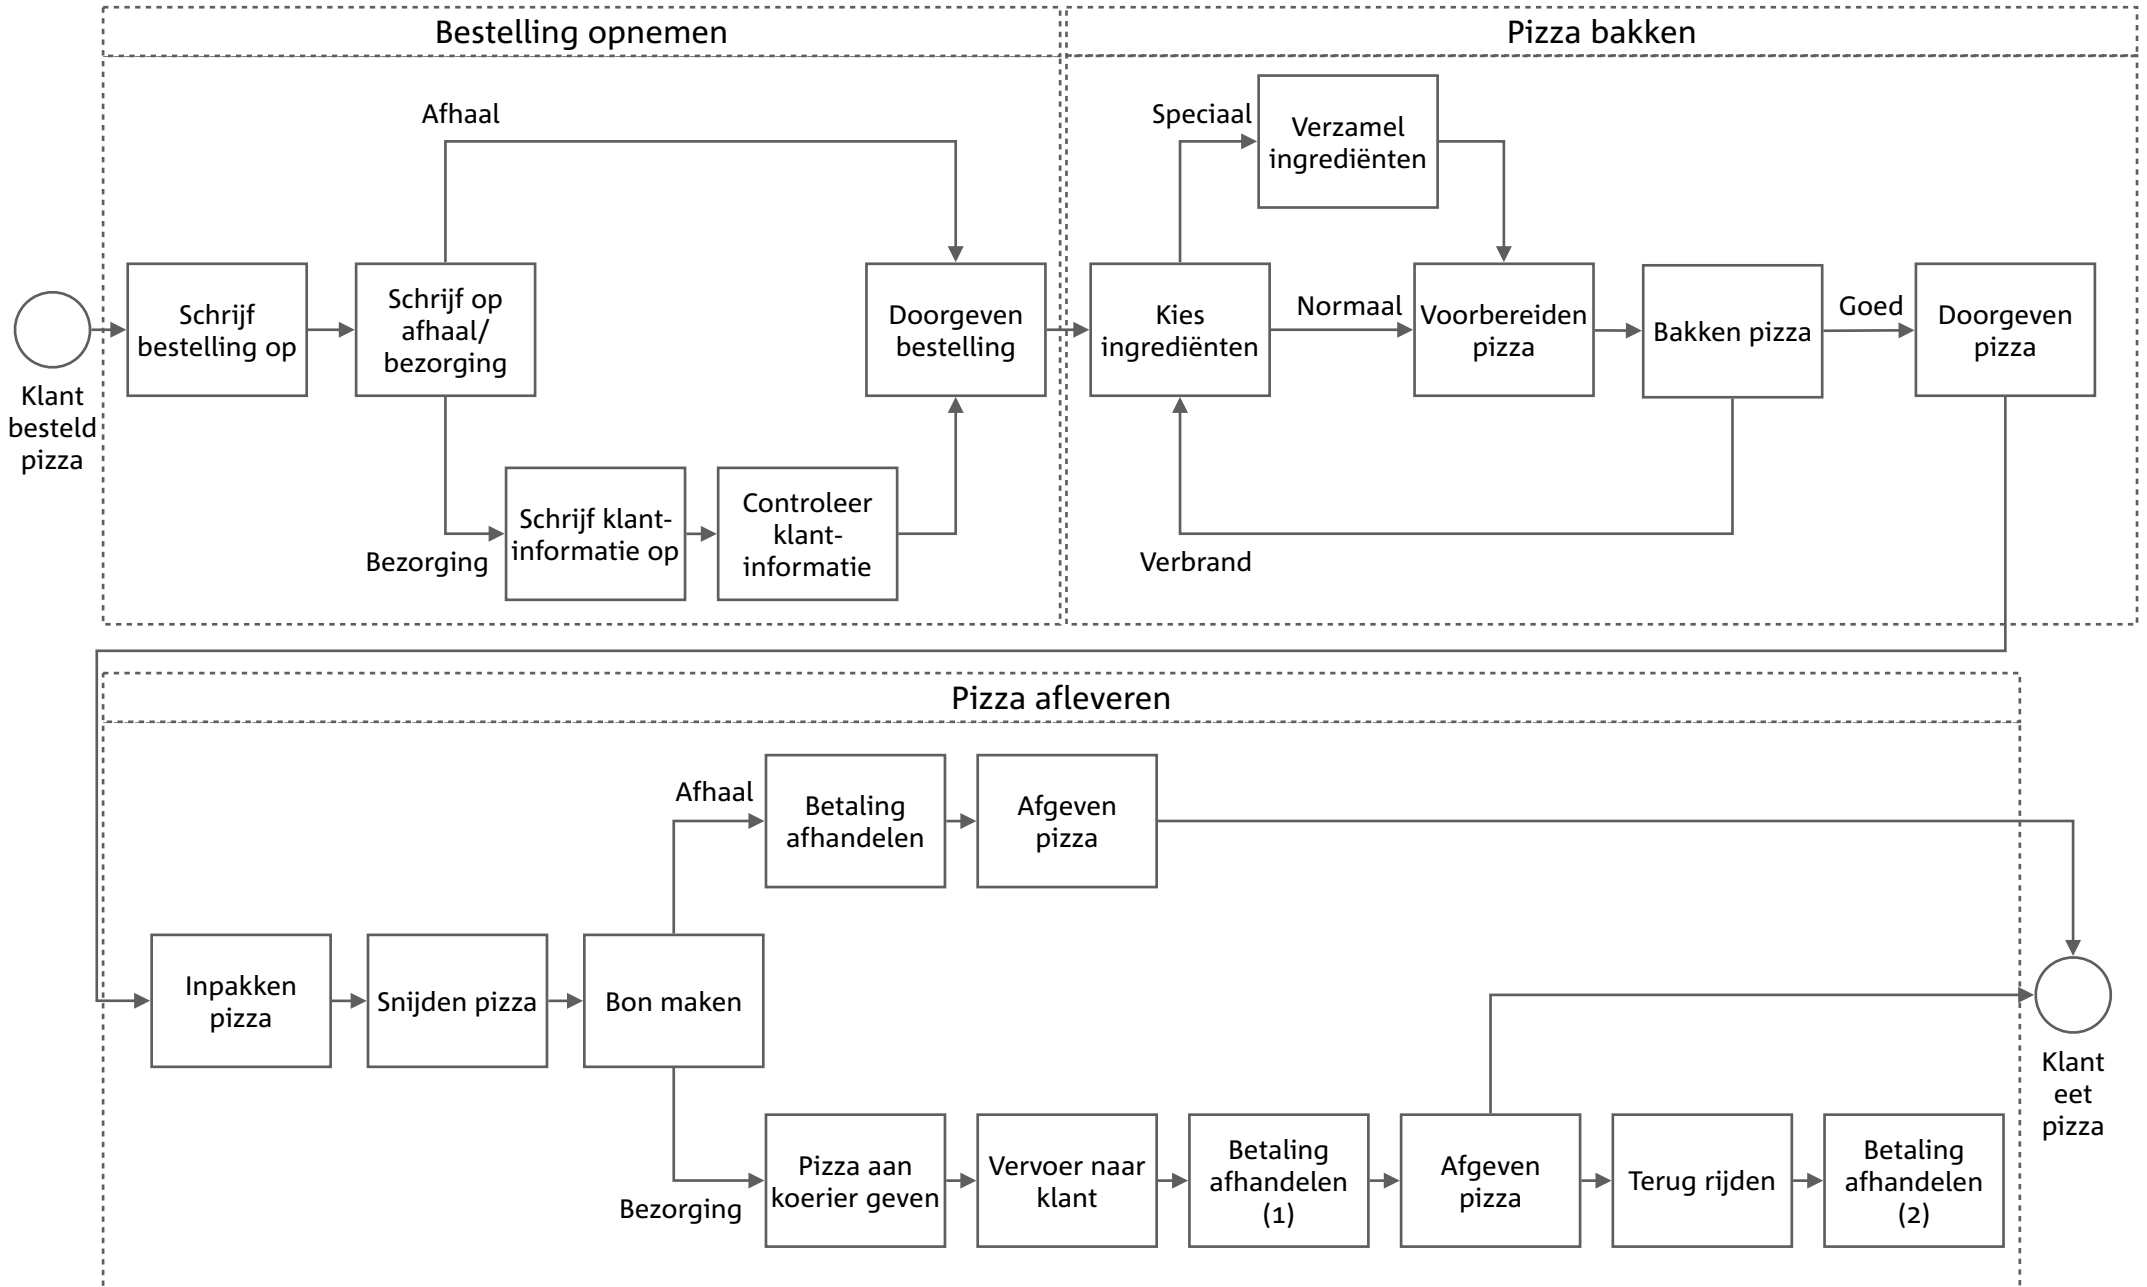 Bestelling opnemen
Pizza bakken
Afhaal
Speciaal
Verzamel
ingrediënten
Klant
besteld
pizza
Schrijf
bestelling op
Schrijf op
afhaal/
bezorging
Doorgeven
bestelling
Kies
ingrediënten
Normaal
Voorbereiden
pizza
Bakken pizza
Goed
Doorgeven
pizza
Bezorging
Schrijf klant-
informatie op
Controleer
klant-
informatie
Verbrand
Pizza afleveren
Afhaal
Betaling
afhandelen
Afgeven
pizza
Inpakken
pizza
Snijden pizza
Bon maken
Klant
eet
pizza
Bezorging
Pizza aan
koerier geven
Vervoer naar
klant
Betaling
afhandelen
(1)
Afgeven
pizza
Terug rijden
Betaling
afhandelen
(2)